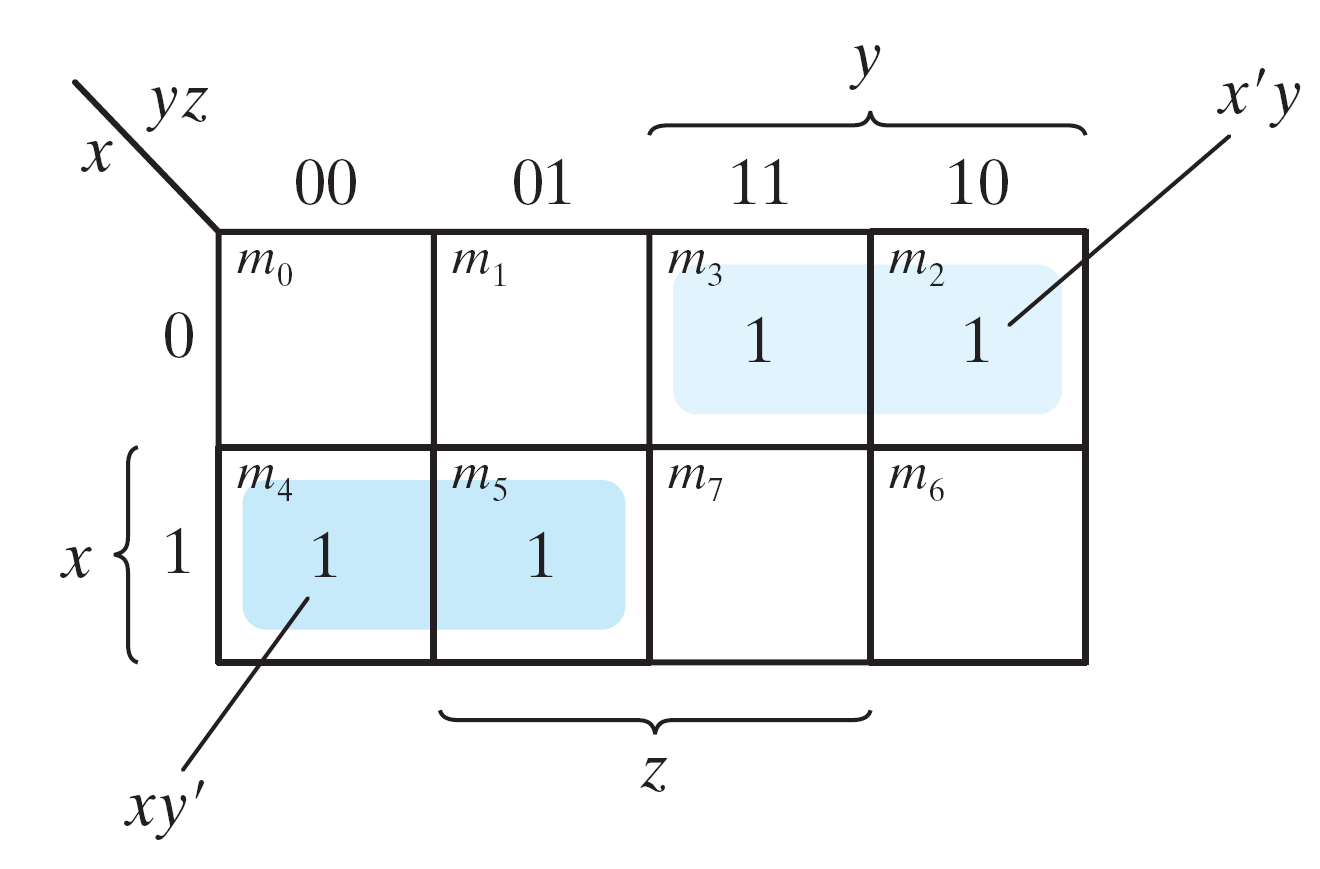 y
yz x'y
x
00 01 11 10
m₀ m₁ m₃ m₂
0 1 1
m₄ m₅ m₇ m₆
x 1 1 1
z
xy'